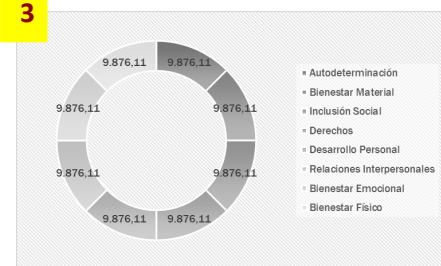 3
9.876,11 9.876,11
9.876,11 9.876,11
9.876,11 9.876,11
9.876,11 9.876,11
Autodeterminación
Bienestar Material
Inclusión Social
Derechos
Desarrollo Personal
Relaciones Interpersonales
Bienestar Emocional
Bienestar Físico